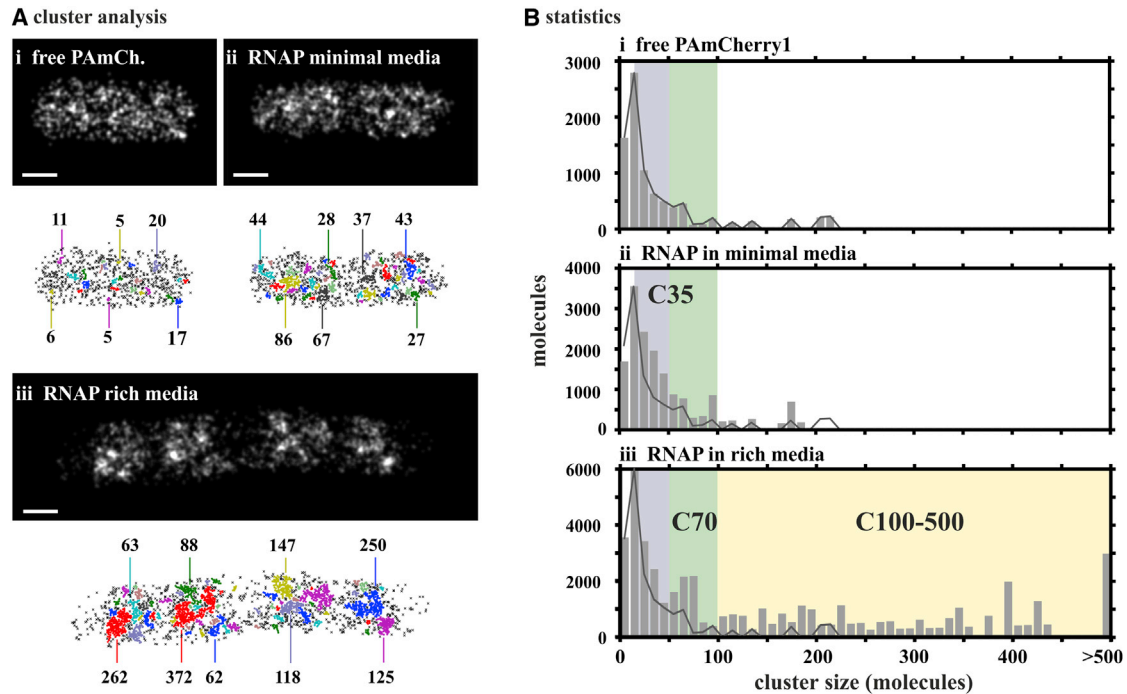 A cluster analysis
i free PAmCh.
ii RNAP minimal media
11 5 20
6 5 17
44 28 37 43
86 67 27
iii RNAP rich media
63 88 147 250
262 372 62 118 125
B statistics
i free PAmCherry1
3000
2000
1000
0
ii RNAP in minimal media
4000
3000
2000
1000
0
C35
molecules
iii RNAP in rich media
6000
4000
2000
0
C70
C100-500
0 100 200 300 400 >500
cluster size (molecules)